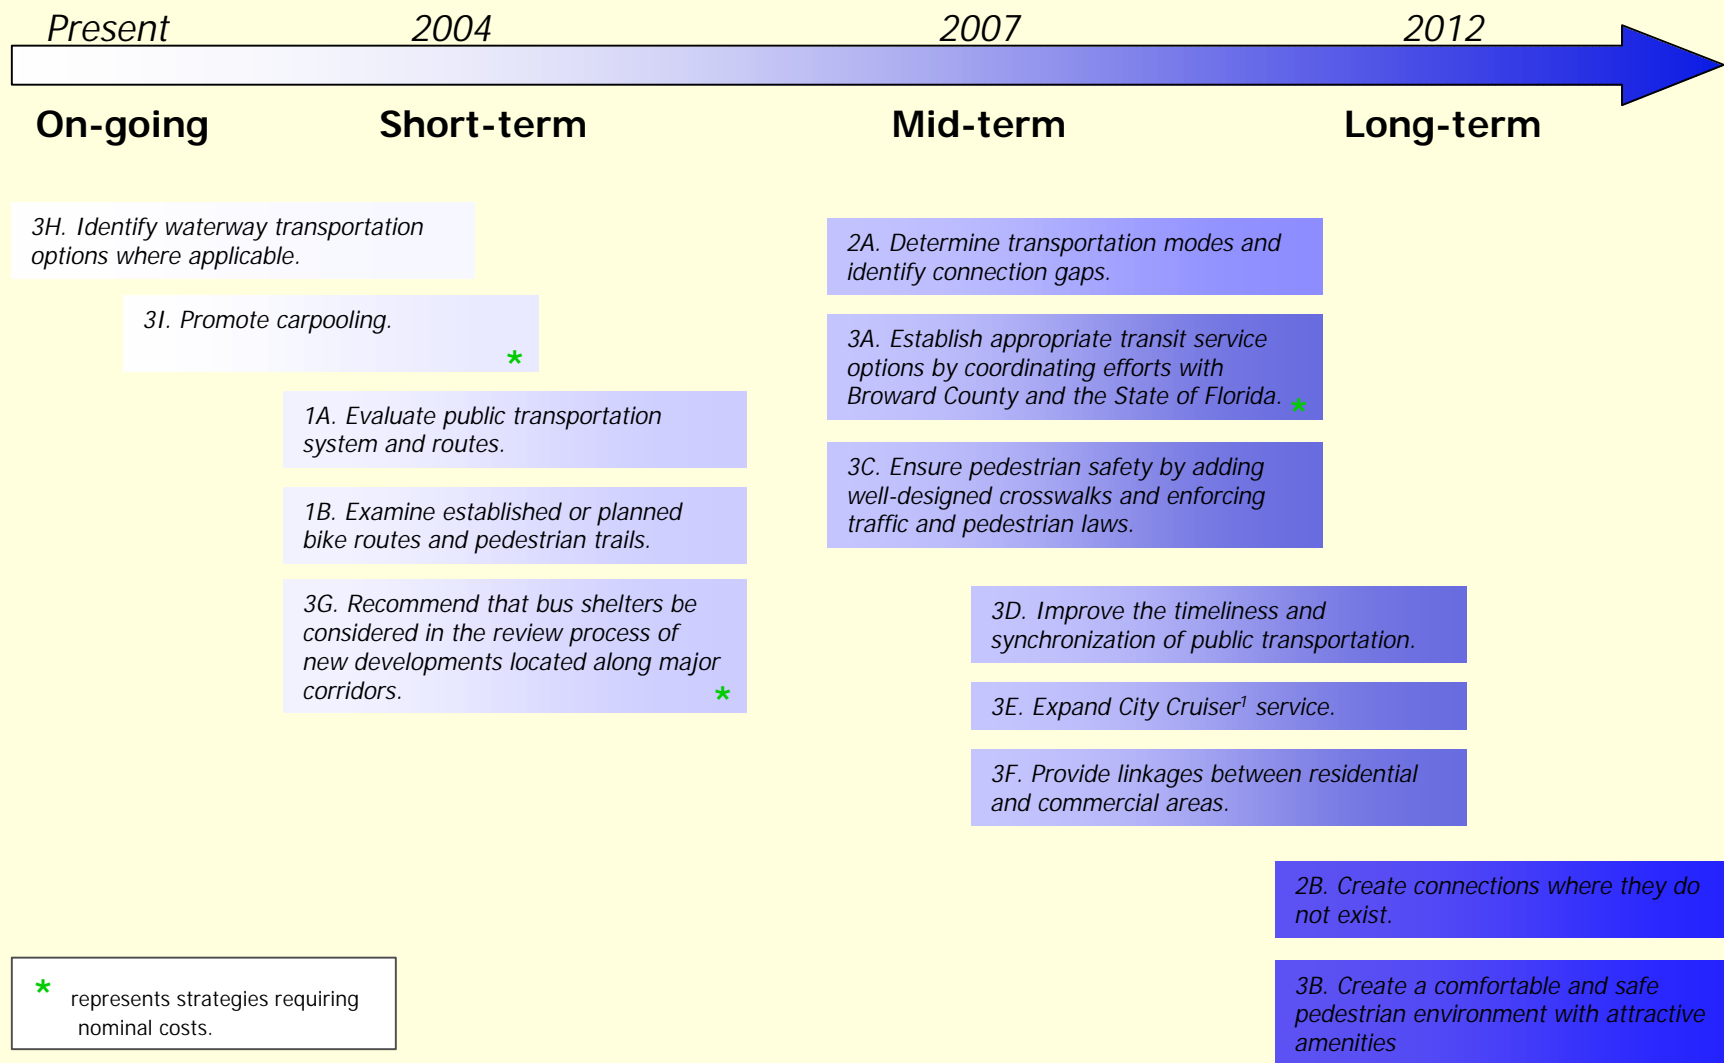 Present 2004 2007 2012
On-going Short-term Mid-term Long-term
3H. Identify waterway transportation
options where applicable.
3I. Promote carpooling.
*
1A. Evaluate public transportation
system and routes.
1B. Examine established or planned
bike routes and pedestrian trails.
3G. Recommend that bus shelters be
considered in the review process of
new developments located along major
corridors. *
2A. Determine transportation modes and
identify connection gaps.
3A. Establish appropriate transit service
options by coordinating efforts with
Broward County and the State of Florida. *
3C. Ensure pedestrian safety by adding
well-designed crosswalks and enforcing
traffic and pedestrian laws.
3D. Improve the timeliness and
synchronization of public transportation.
3E. Expand City Cruiser¹ service.
3F. Provide linkages between residential
and commercial areas.
2B. Create connections where they do
not exist.
3B. Create a comfortable and safe
pedestrian environment with attractive
amenities
* represents strategies requiring
nominal costs.